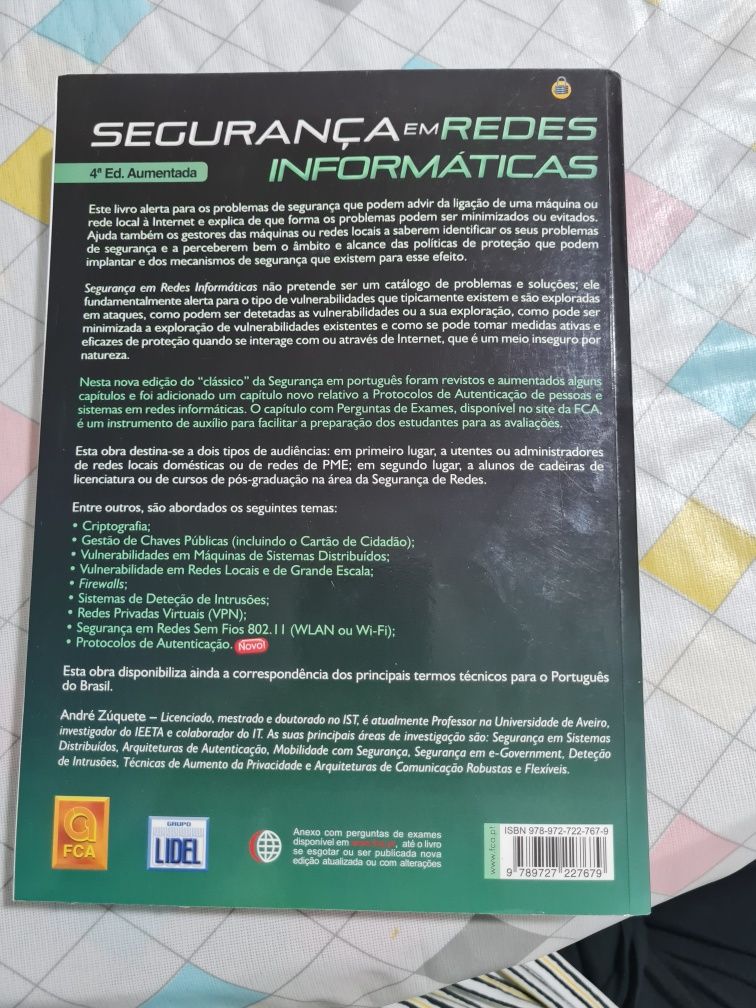 SEGURANÇA EM REDES
INFORMÁTICAS
4ª Ed. Aumentada
Este livro alerta para os problemas de segurança que podem advir da ligação de uma máquina ou
rede local à Internet e explica de que forma os problemas podem ser minimizados ou evitados.
Ajuda também os gestores das máquinas ou redes locais a saberem identificar os seus problemas
de segurança e a perceberem bem o âmbito e alcance das políticas de proteção que podem
implantar e dos mecanismos de segurança que existem para esse efeito.
Segurança em Redes Informáticas não pretende ser um catálogo de problemas e soluções; ele
fundamentalmente alerta para o tipo de vulnerabilidades que tipicamente existem e são exploradas
em ataques, como podem ser detetadas as vulnerabilidades ou a sua exploração, como pode ser
minimizada a exploração de vulnerabilidades existentes e como se pode tomar medidas ativas e
eficazes de proteção quando se interage com ou através de Internet, que é um meio inseguro por
natureza.
Nesta nova edição do "clássico" da Segurança em português foram revistos e aumentados alguns
capítulos e foi adicionado um capítulo novo relativo a Protocolos de Autenticação de pessoas e
sistemas em redes informáticas. O capítulo com Perguntas de Exames, disponível no site da FCA,
é um instrumento de auxílio para facilitar a preparação dos estudantes para as avaliações.
Esta obra destina-se a dois tipos de audiências: em primeiro lugar, a utentes ou administradores
de redes locais domésticas ou de redes de PME; em segundo lugar, a alunos de cadeiras de
licenciatura ou de cursos de pós-graduação na área da Segurança de Redes.
Entre outros, são abordados os seguintes temas:
• Criptografia;
• Gestão de Chaves Públicas (incluindo o Cartão de Cidadão);
• Vulnerabilidades em Máquinas de Sistemas Distribuídos;
• Vulnerabilidade em Redes Locais e de Grande Escala;
• Firewalls;
• Sistemas de Deteção de Intrusões;
• Redes Privadas Virtuais (VPN);
• Segurança em Redes Sem Fios 802.11 (WLAN ou Wi-Fi);
• Protocolos de Autenticação. Novo!
Esta obra disponibiliza ainda a correspondência dos principais termos técnicos para o Português
do Brasil.
André Zúquete – Licenciado, mestrado e doutorado no IST, é atualmente Professor na Universidade de Aveiro,
investigador do IEETA e colaborador do IT. As suas principais áreas de investigação são: Segurança em Sistemas
Distribuídos, Arquiteturas de Autenticação, Mobilidade com Segurança, Segurança em e-Government, Deteção
de Intrusões, Técnicas de Aumento da Privacidade e Arquiteturas de Comunicação Robustas e Flexíveis.
FCA
GRUPO
LIDEL
Anexo com perguntas de exames
disponível em www.fca.pt, até o livro
se esgotar ou ser publicada nova
edição atualizada ou com alterações
www.fca.pt
ISBN 978-972-722-767-9
9 789727 227679